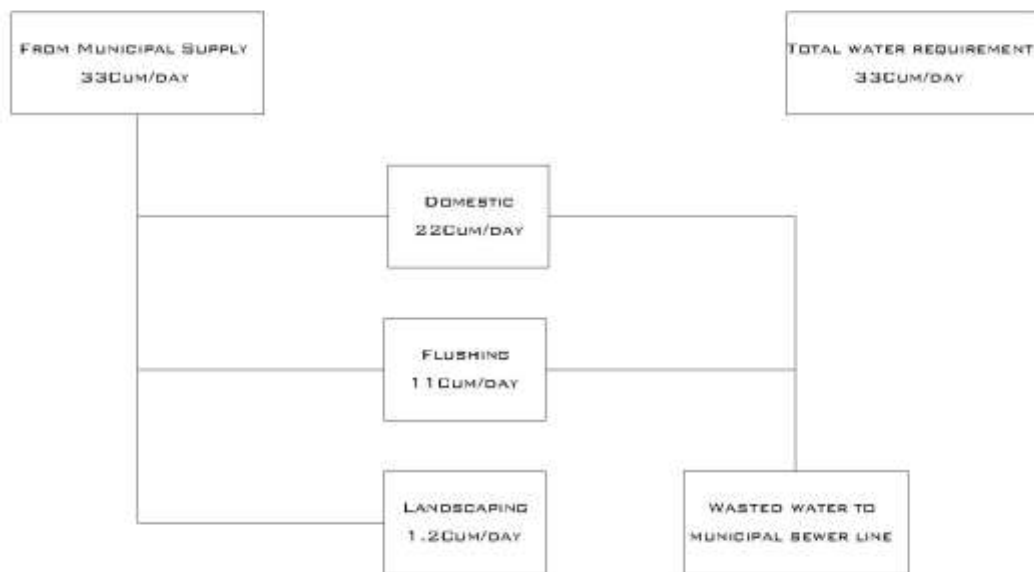 From Municipal Supply
33Cum/day
Total water requirement
33Cum/day
Domestic
22Cum/day
Flushing
11Cum/day
Landscaping
1.2Cum/day
Wasted water to
municipal sewer line